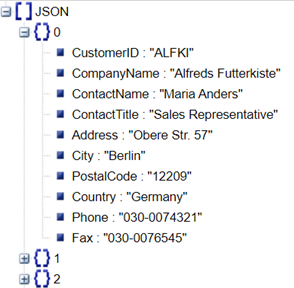 JSON
0
CustomerID : "ALFKI"
CompanyName : "Alfreds Futterkiste"
ContactName : "Maria Anders"
ContactTitle : "Sales Representative"
Address : "Obere Str. 57"
City : "Berlin"
PostalCode : "12209"
Country : "Germany"
Phone : "030-0074321"
Fax : "030-0076545"
1
2